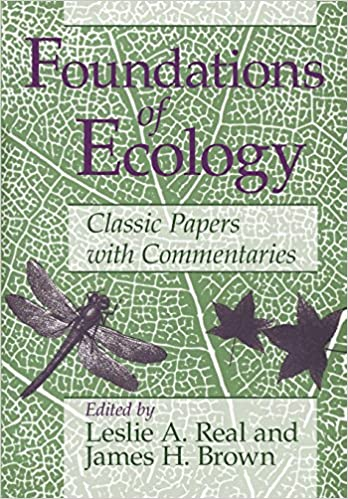 Foundations
of
Ecology
Classic Papers
with Commentaries
Edited by
Leslie A. Real and
James H. Brown